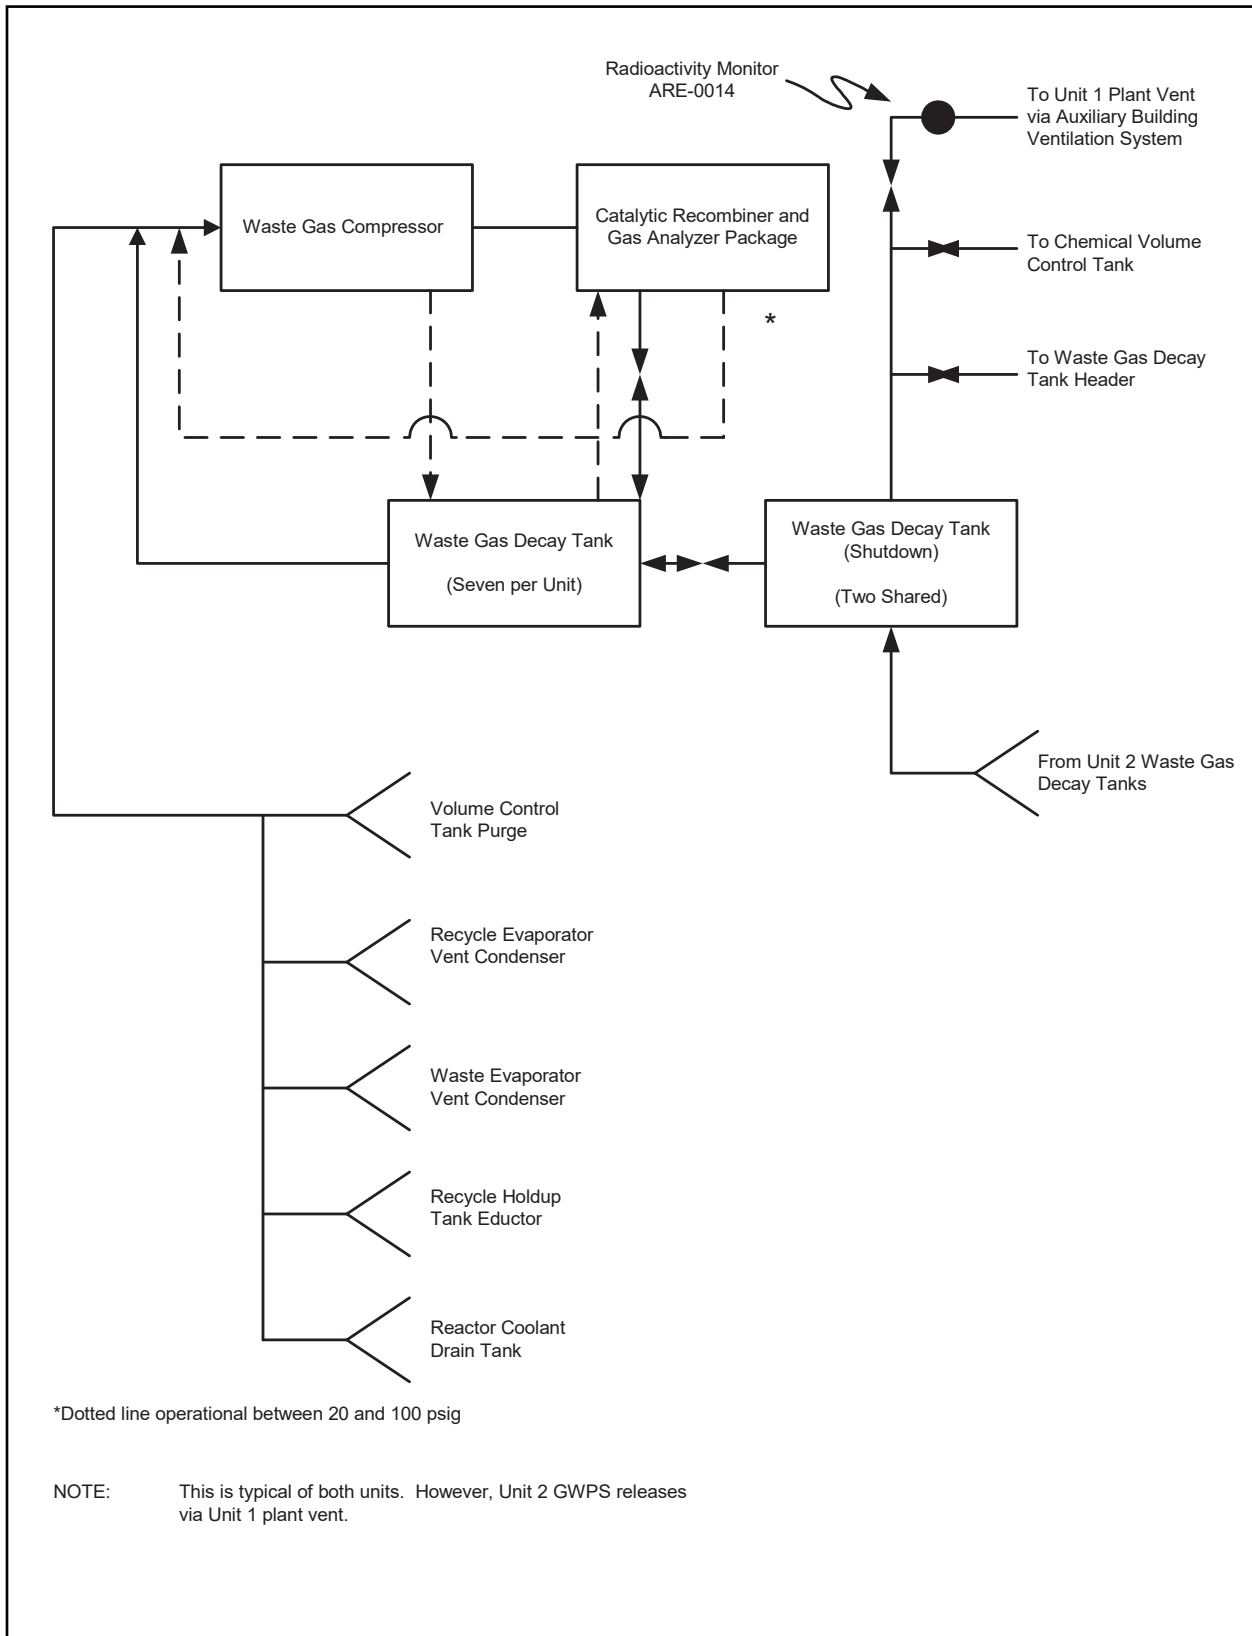 Radioactivity Monitor
ARE-0014
To Unit 1 Plant Vent
via Auxiliary Building
Ventilation System
Waste Gas Compressor
Catalytic Recombiner and
Gas Analyzer Package
To Chemical Volume
Control Tank
*
To Waste Gas Decay
Tank Header
Waste Gas Decay Tank
(Seven per Unit)
Waste Gas Decay Tank
(Shutdown)
(Two Shared)
From Unit 2 Waste Gas
Decay Tanks
Volume Control
Tank Purge
Recycle Evaporator
Vent Condenser
Waste Evaporator
Vent Condenser
Recycle Holdup
Tank Eductor
Reactor Coolant
Drain Tank
*Dotted line operational between 20 and 100 psig
NOTE: This is typical of both units. However, Unit 2 GWPS releases
via Unit 1 plant vent.